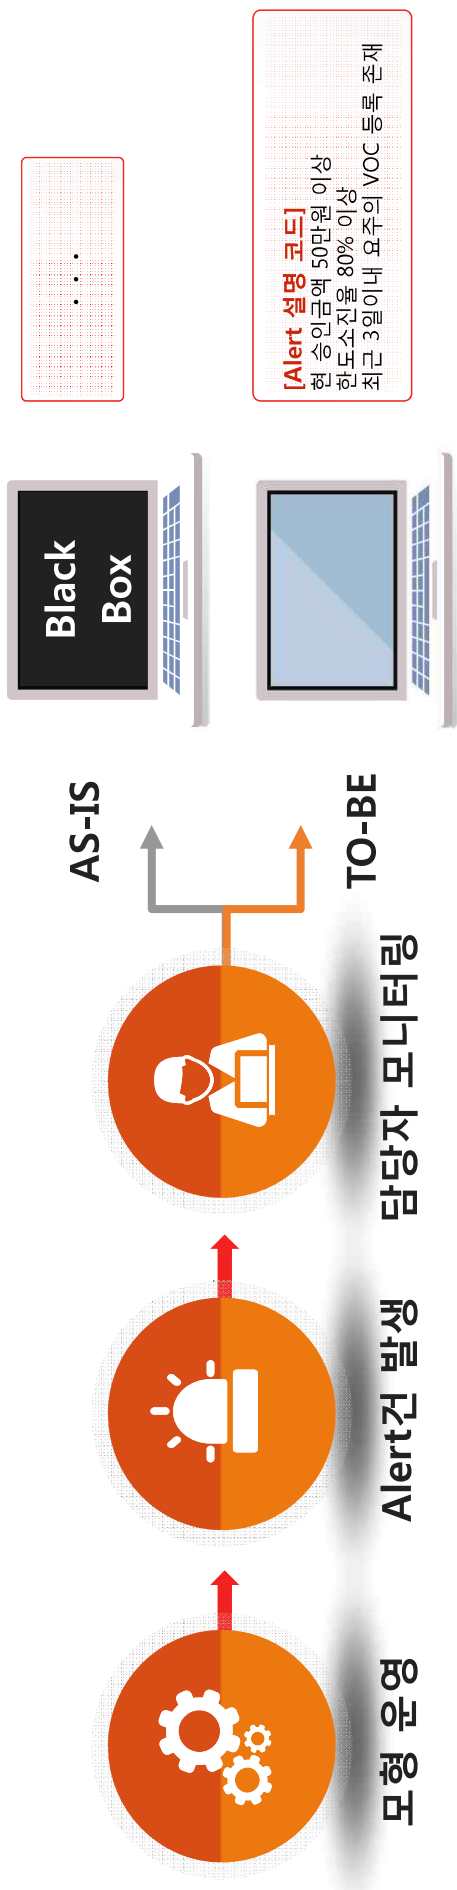 모형 운영
Alert건 발생
담당자 모니터링
AS-IS
Black
Box
...
TO-BE
[Alert 설명 코드]
현 승인금액 50만원 이상
한도소진율 80% 이상
최근 3일이내 요주의 VOC 등록 존재